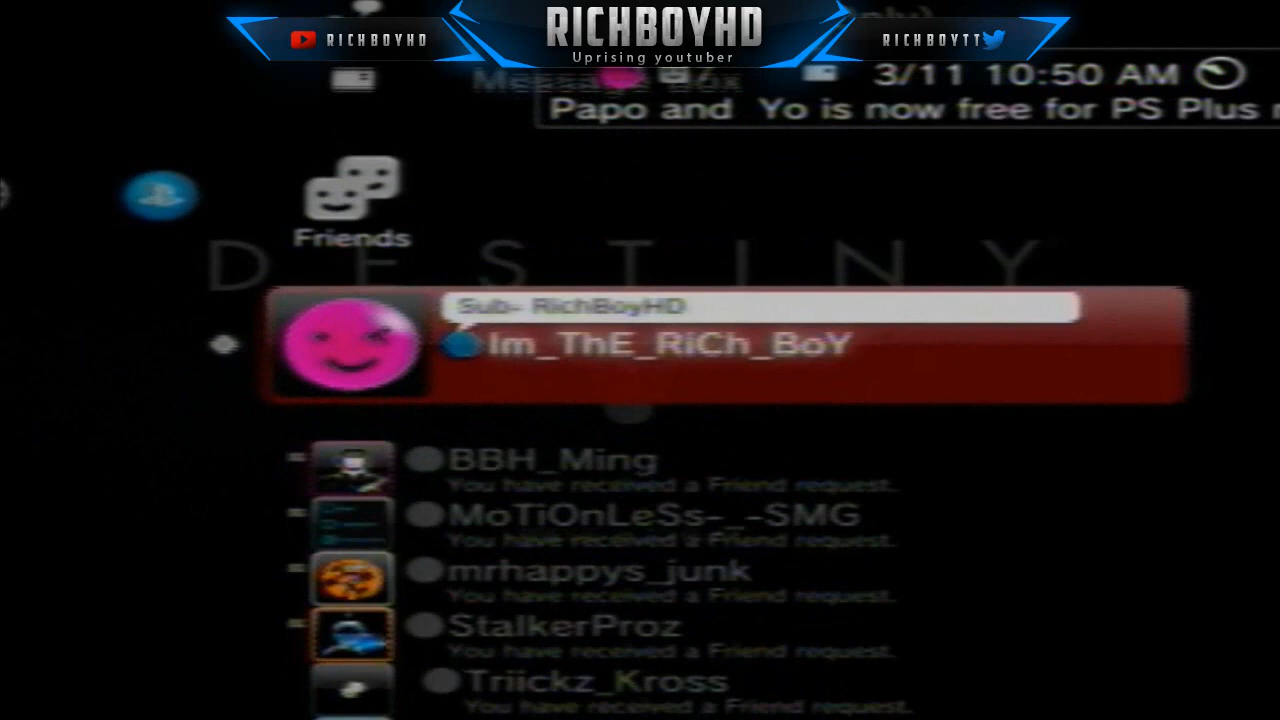 RICHBOYHD
RICHBOYHD
RICHBOYTT
Uprising youtuber
3/11 10:50 AM
Papo and Yo is now free for PS Plus
Friends
DESTINY
Sub- RichBoyHD
Im_ThE_RiCh_BoY
BBH_Ming
You have received a Friend request.
MoTiOnLeSs-_-SMG
You have received a Friend request.
mrhappys_junk
You have received a Friend request.
StalkerProz
You have received a Friend request.
Triickz_Kross
You have received a Friend request.